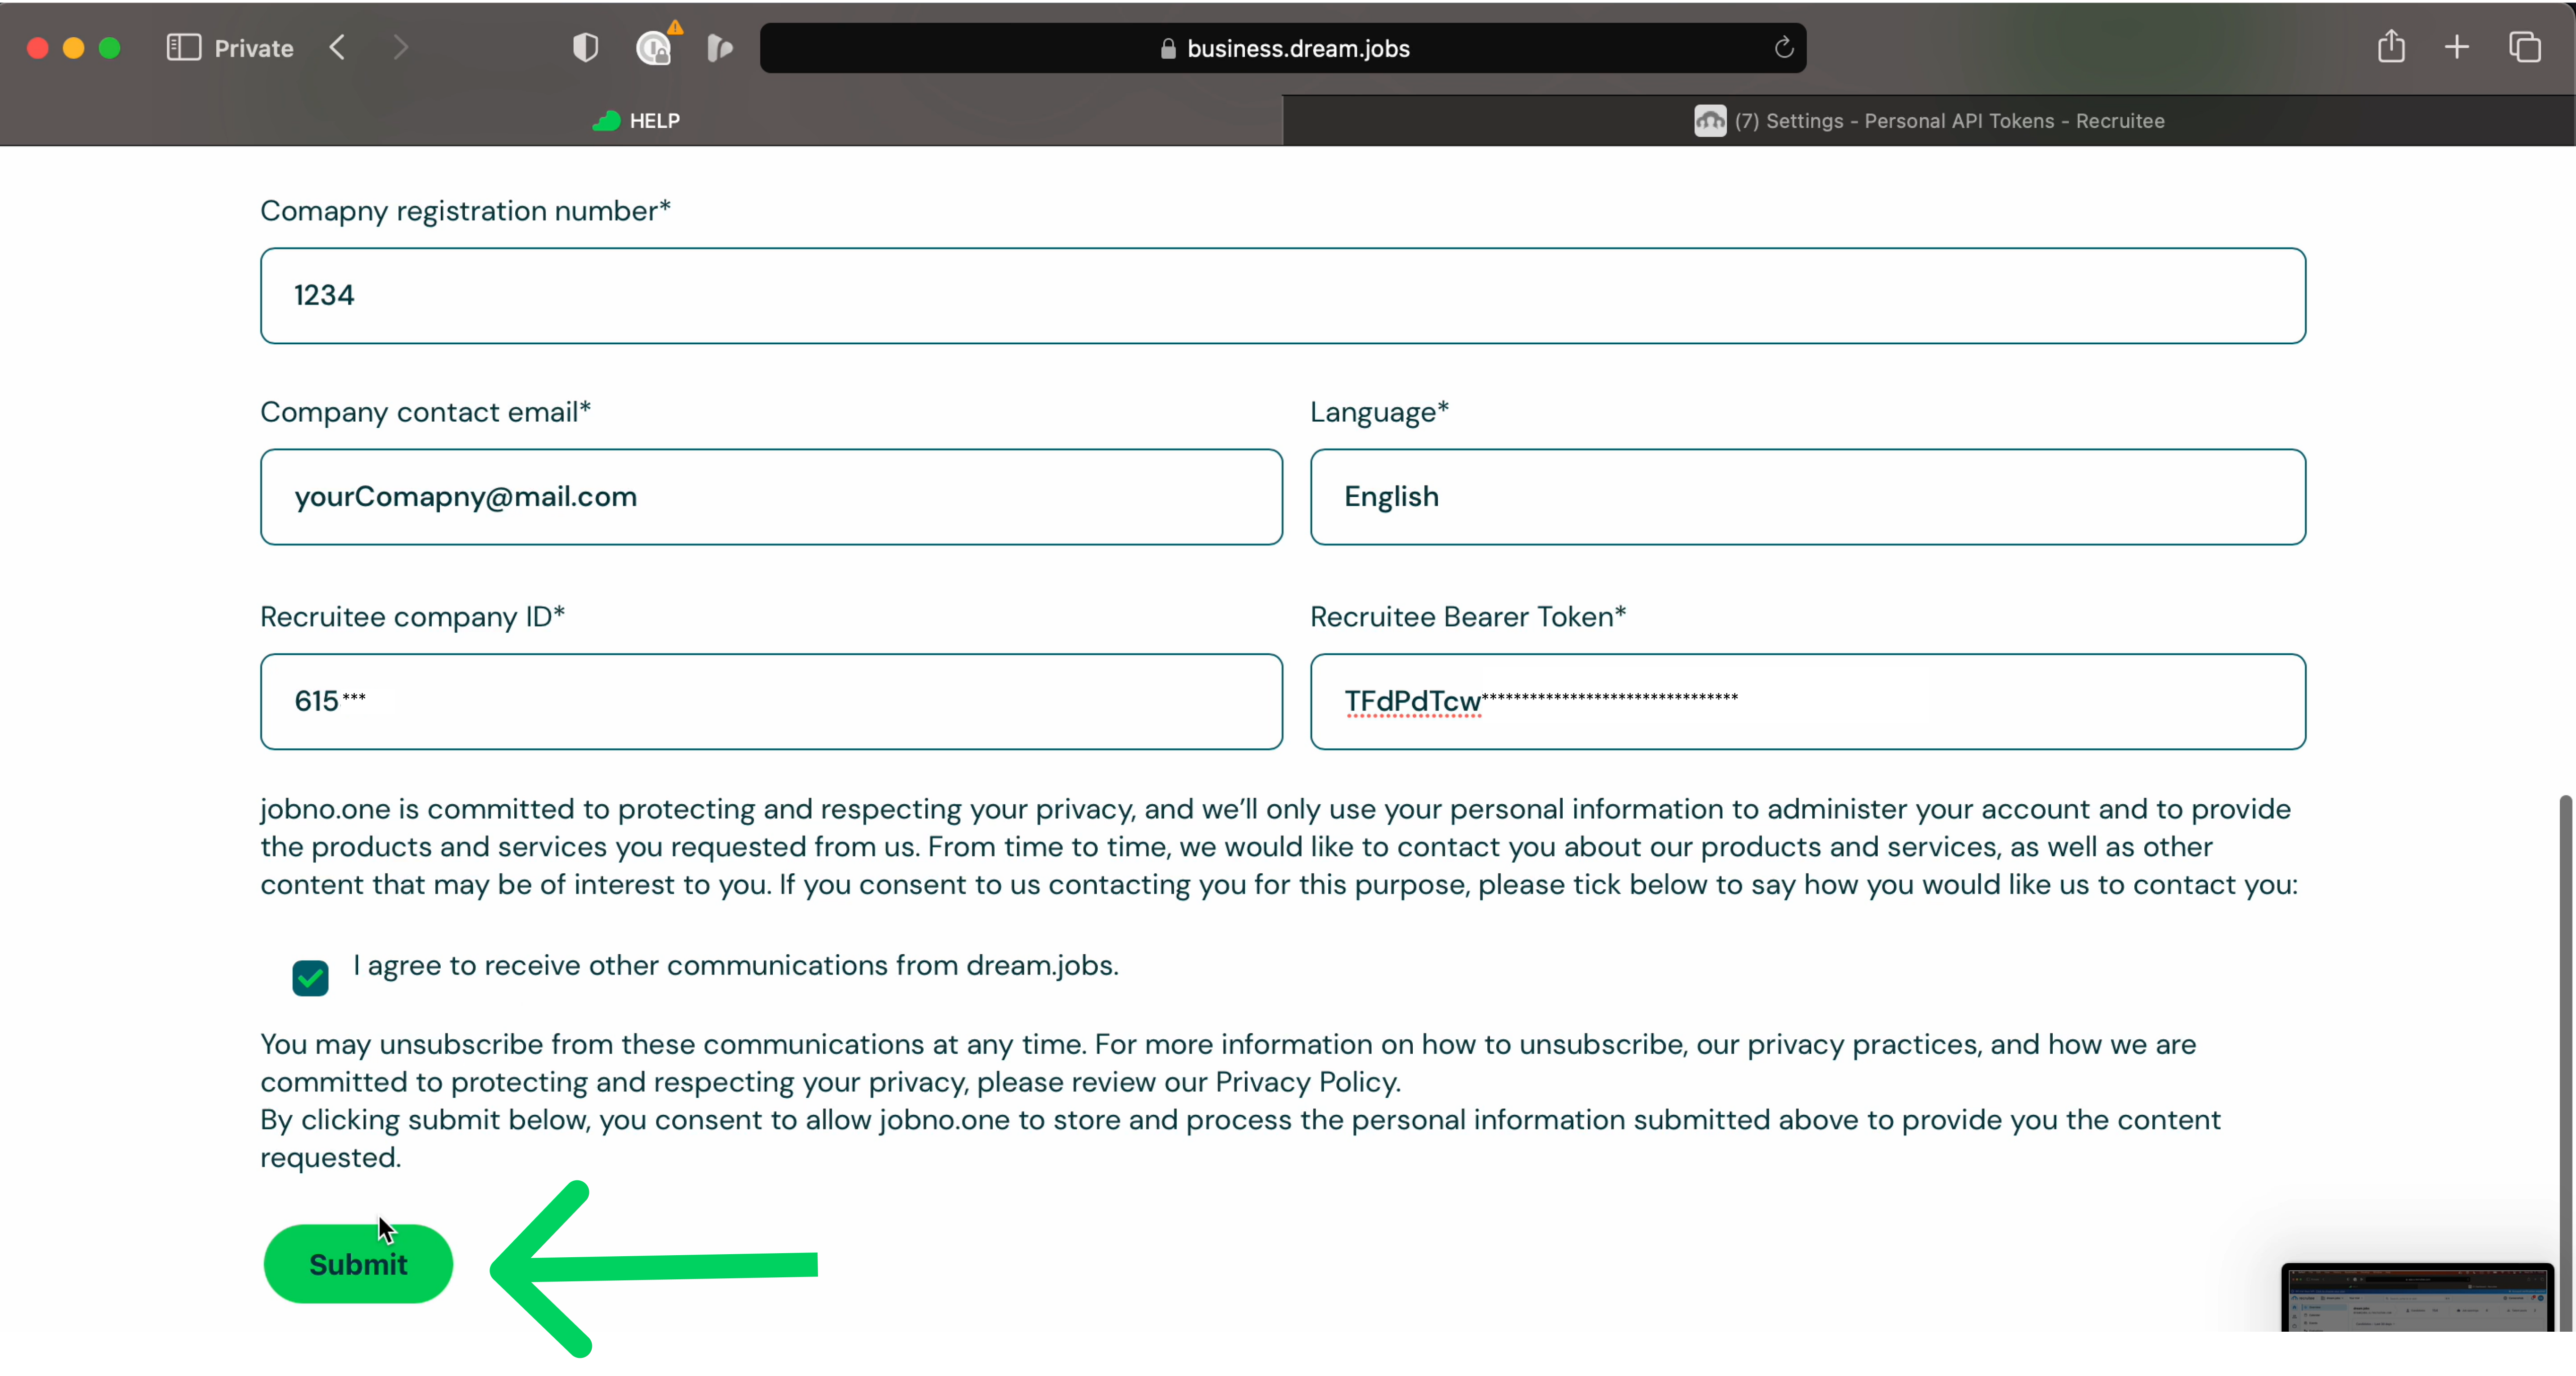 Private
business.dream.jobs
HELP
(7) Settings - Personal API Tokens - Recruitee
Comapny registration number*
1234
Company contact email*
Language*
yourComapny@mail.com
English
Recruitee company ID*
Recruitee Bearer Token*
615***
TFdPdTcw********************************
jobno.one is committed to protecting and respecting your privacy, and we’ll only use your personal information to administer your account and to provide
the products and services you requested from us. From time to time, we would like to contact you about our products and services, as well as other
content that may be of interest to you. If you consent to us contacting you for this purpose, please tick below to say how you would like us to contact you:
I agree to receive other communications from dream.jobs.
You may unsubscribe from these communications at any time. For more information on how to unsubscribe, our privacy practices, and how we are
committed to protecting and respecting your privacy, please review our Privacy Policy.
By clicking submit below, you consent to allow jobno.one to store and process the personal information submitted above to provide you the content
requested.
Submit